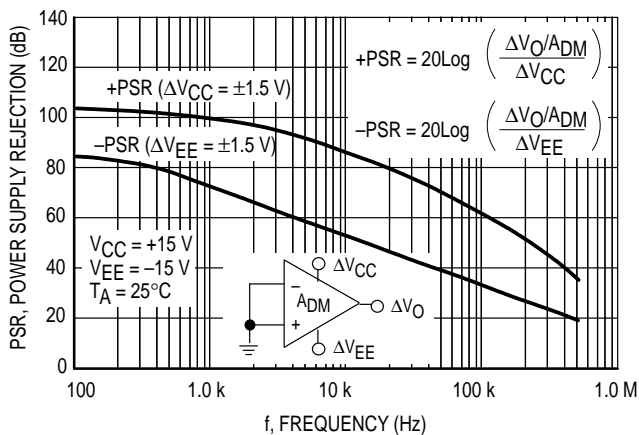 PSR, POWER SUPPLY REJECTION (dB)
140
120
100
80
60
40
20
0
+PSR (ΔVCC = ±1.5 V)
–PSR (ΔVEE = ±1.5 V)
+PSR = 20Log (ΔVO/ADM / ΔVCC)
–PSR = 20Log (ΔVO/ADM / ΔVEE)
VCC = +15 V
VEE = –15 V
TA = 25°C
ΔVCC
–
ADM
+
ΔVO
ΔVEE
100
1.0 k
10 k
100 k
1.0 M
f, FREQUENCY (Hz)